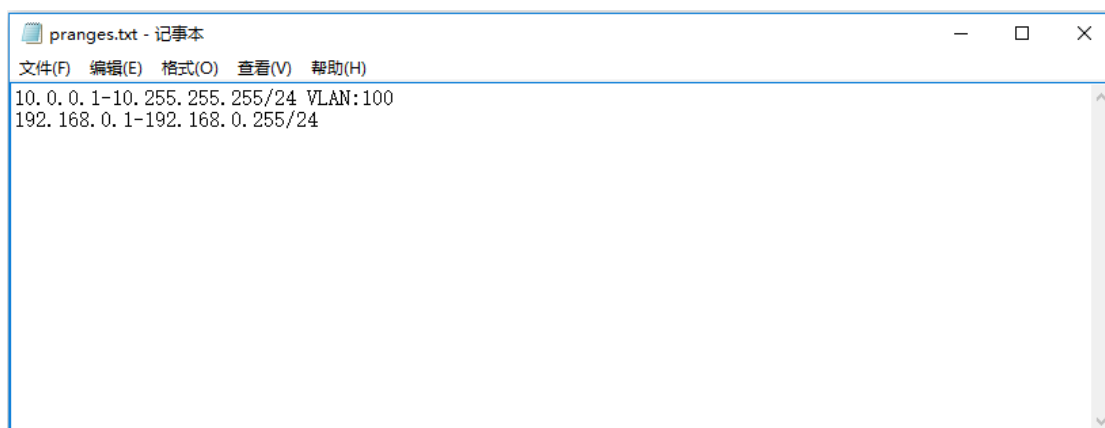 pranges.txt - 记事本
文件(F) 编辑(E) 格式(O) 查看(V) 帮助(H)
10.0.0.1-10.255.255.255/24 VLAN:100
192.168.0.1-192.168.0.255/24